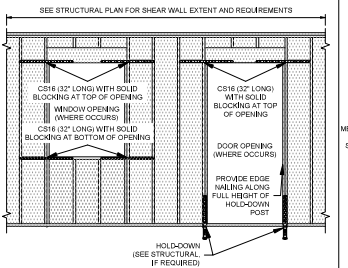 SEE STRUCTURAL PLAN FOR SHEAR WALL EXTENT AND REQUIREMENTS
CS16 (32" LONG) WITH SOLID
BLOCKING AT TOP OF OPENING
WINDOW OPENING
(WHERE OCCURS)
CS16 (32" LONG) WITH SOLID
BLOCKING AT BOTTOM OF OPENING
CS16 (32" LONG)
WITH SOLID
BLOCKING AT TOP
OF OPENING
DOOR OPENING
(WHERE OCCURS)
PROVIDE EDGE
NAILING ALONG
FULL HEIGHT OF
HOLD-DOWN
POST
HOLD-DOWN
(SEE STRUCTURAL,
IF REQUIRED)